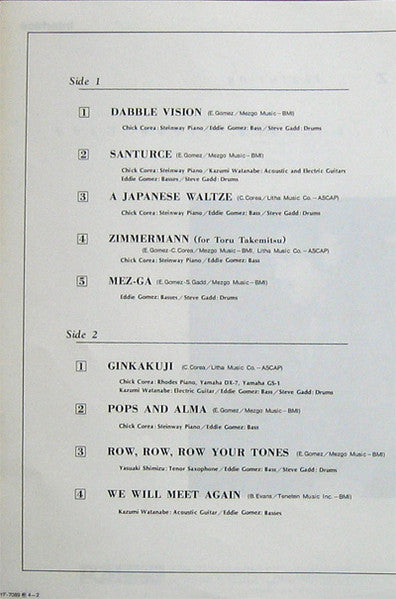 Side 1
1 DABBLE VISION (E.Gomez/Mezgo Music–BMI)
Chick Corea: Steinway Piano/Eddie Gomez: Bass/Steve Gadd: Drums
2 SANTURCE (E.Gomez/Mezgo Music–BMI)
Chick Corea: Steinway Piano/Kazumi Watanabe: Acoustic and Electric Guitars
Eddie Gomez: Basses/Steve Gadd: Drums
3 A JAPANESE WALTZE (C.Corea/Litha Music Co.–ASCAP)
Chick Corea: Steinway Piano/Eddie Gomez: Bass/Steve Gadd: Drums
4 ZIMMERMANN (for Toru Takemitsu)
(E.Gomez-C.Corea/Mezgo Music–BMI, Litha Music Co.–ASCAP)
Chick Corea: Steinway Piano/Eddie Gomez: Bass
5 MEZ-GA (E.Gomez-S.Gadd/Mezgo Music–BMI)
Eddie Gomez: Basses/Steve Gadd: Drums
Side 2
1 GINKAKUJI (C.Corea/Litha Music Co.–ASCAP)
Chick Corea: Rhodes Piano, Yamaha DX-7, Yamaha GS-1
Kazumi Watanabe: Electric Guitar/Eddie Gomez: Bass/Steve Gadd: Drums
2 POPS AND ALMA (E.Gomez/Mezgo Music–BMI)
Chick Corea: Steinway Piano/Eddie Gomez: Bass
3 ROW, ROW, ROW YOUR TONES (E.Gomez/Mezgo Music–BMI)
Yasuaki Shimizu: Tenor Saxophone/Eddie Gomez: Bass/Steve Gadd: Drums
4 WE WILL MEET AGAIN (B.Evans/Teneten Music Inc.–BMI)
Kazumi Watanabe: Acoustic Guitar/Eddie Gomez: Basses